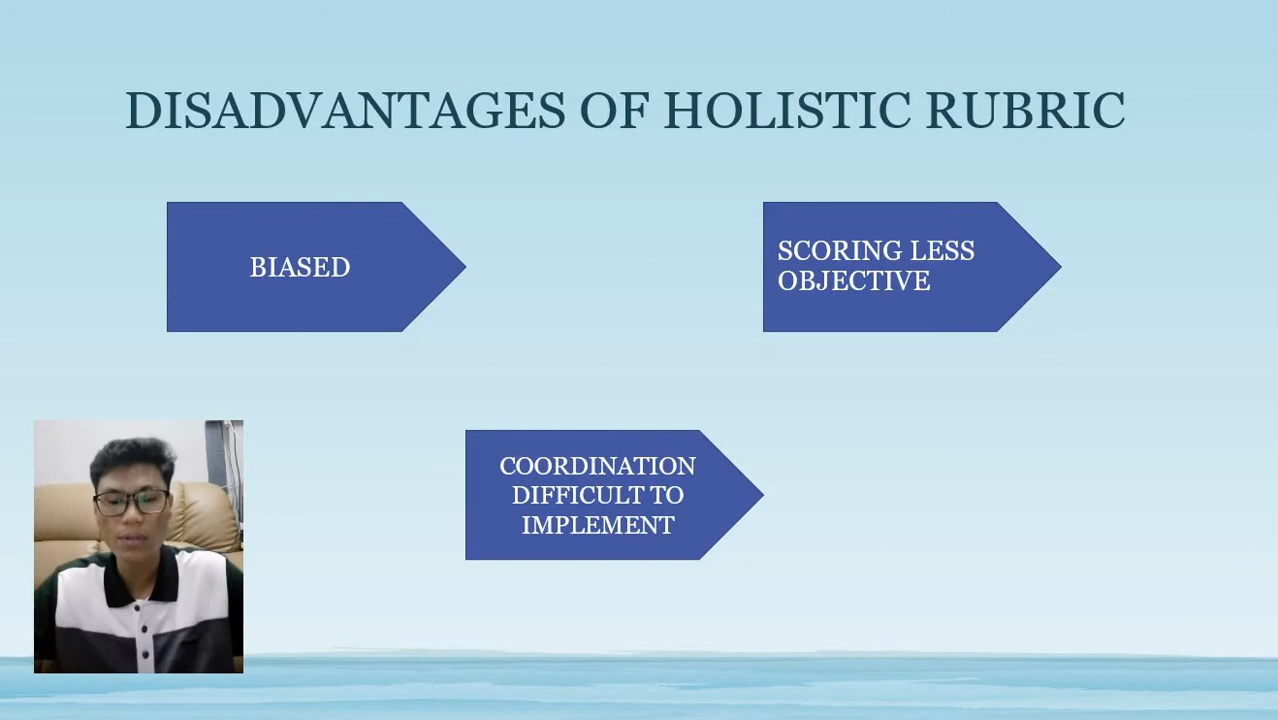 DISADVANTAGES OF HOLISTIC RUBRIC
BIASED
SCORING LESS
OBJECTIVE
COORDINATION
DIFFICULT TO
IMPLEMENT